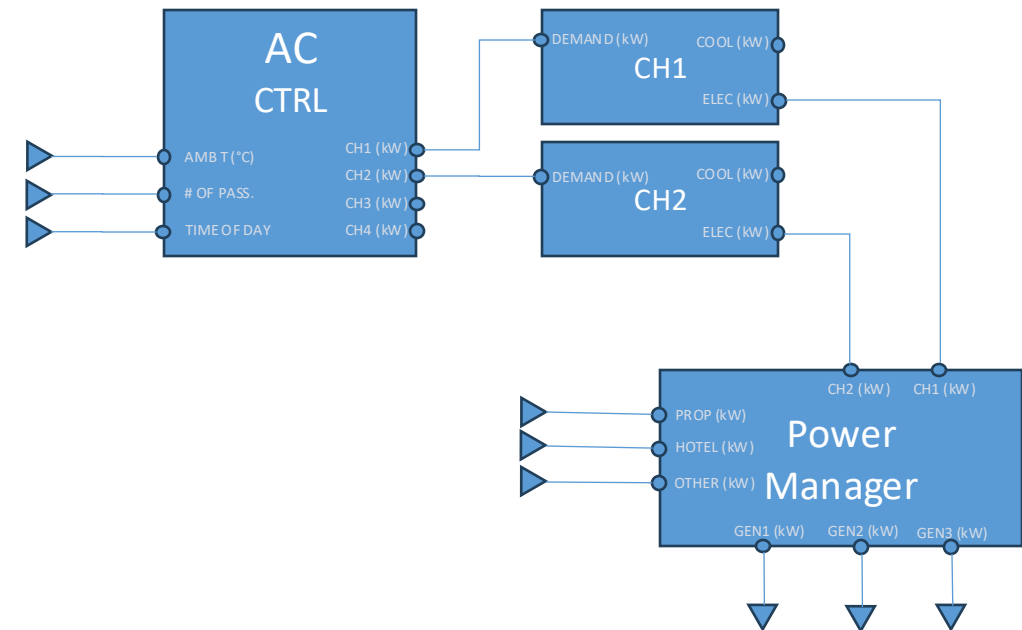 AC
CTRL
AMB T (°C)
# OF PASS.
TIME OF DAY
CH1 (kW)
CH2 (kW)
CH3 (kW)
CH4 (kW)
DEMAND (kW)
COOL (kW)
CH1
ELEC (kW)
DEMAND (kW)
COOL (kW)
CH2
ELEC (kW)
CH2 (kW)
CH1 (kW)
PROP (kW)
HOTEL (kW)
OTHER (kW)
Power
Manager
GEN1 (kW)
GEN2 (kW)
GEN3 (kW)